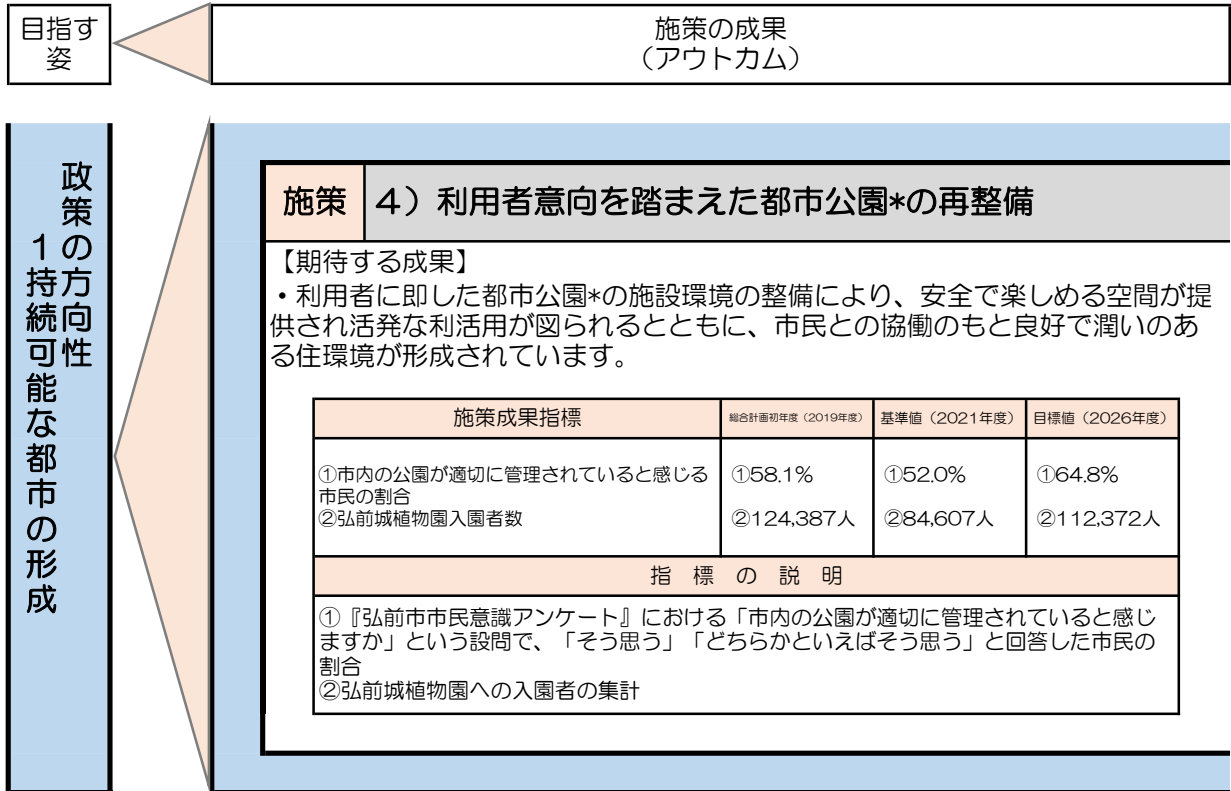 目指す
姿
施策の成果
（アウトカム）
政策の方向性
１持続可能な都市の形成
施策
４）利用者意向を踏まえた都市公園*の再整備
【期待する成果】
・利用者に即した都市公園*の施設環境の整備により、安全で楽しめる空間が提
供され活発な利活用が図られるとともに、市民との協働のもと良好で潤いのあ
る住環境が形成されています。
施策成果指標
総合計画初年度（2019年度）
基準値（2021年度）
目標値（2026年度）
①市内の公園が適切に管理されていると感じる
市民の割合
②弘前城植物園入園者数
①58.1%
②124,387人
①52.0%
②84,607人
①64.8%
②112,372人
指　標　の　説　明
①『弘前市市民意識アンケート』における「市内の公園が適切に管理されていると感じ
ますか」という設問で、「そう思う」「どちらかといえばそう思う」と回答した市民の
割合
②弘前城植物園への入園者の集計